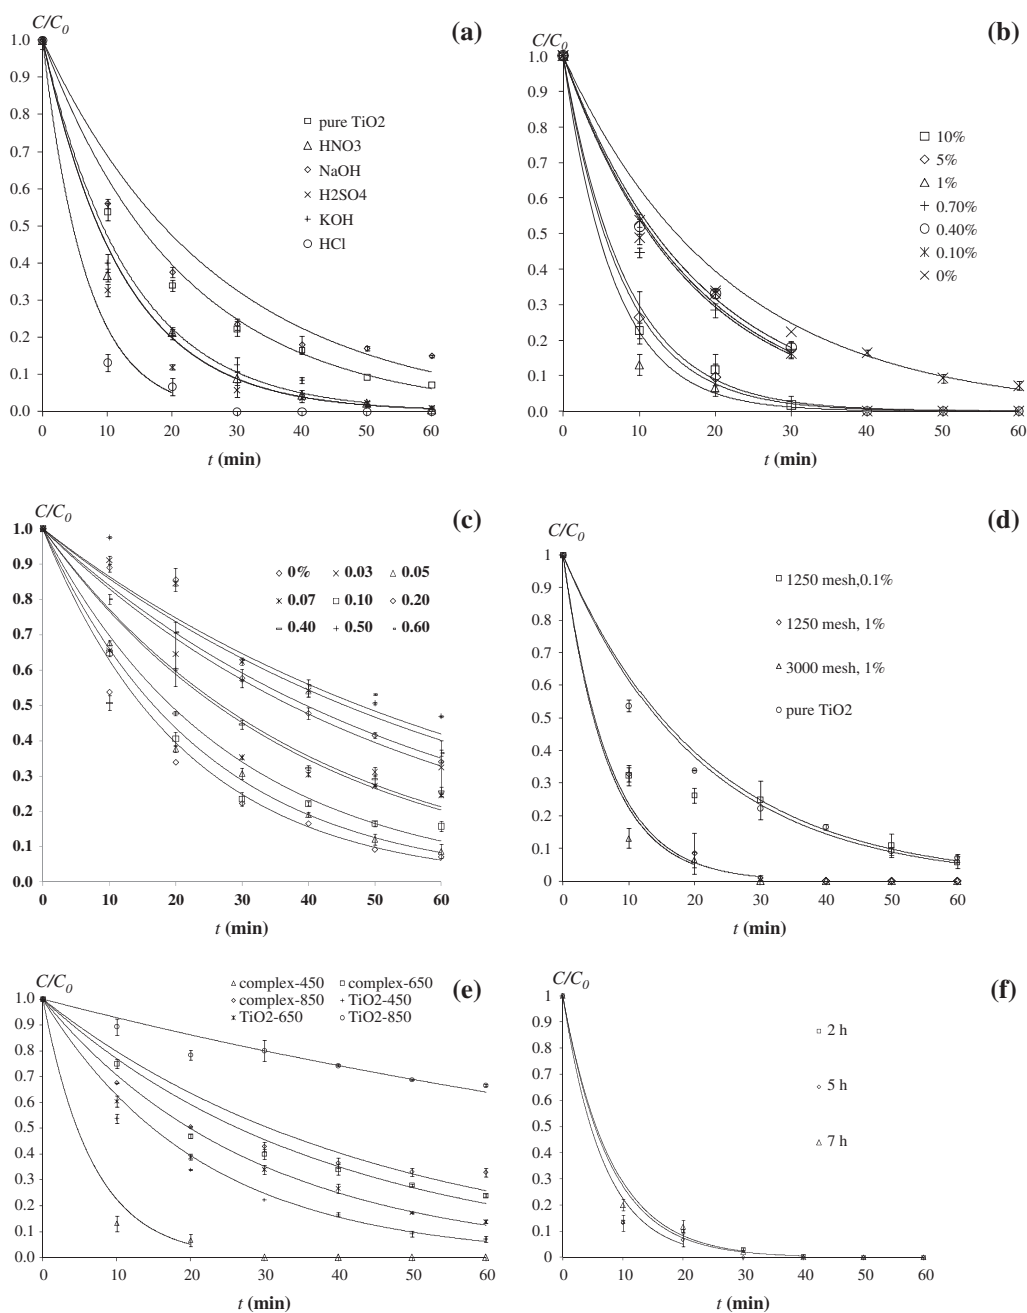 C/C0
(a)
1.0
0.9
0.8
0.7
0.6
0.5
0.4
0.3
0.2
0.1
0.0
pure TiO2
HNO3
NaOH
H2SO4
KOH
HCl
0 10 20 30 40 50 60
t (min)
C/C0
(b)
1.0
0.9
0.8
0.7
0.6
0.5
0.4
0.3
0.2
0.1
0.0
10%
5%
1%
0.70%
0.40%
0.10%
0%
0 10 20 30 40 50 60
t (min)
C/C0
(c)
1.0
0.9
0.8
0.7
0.6
0.5
0.4
0.3
0.2
0.1
0.0
0% 0.03 0.05
0.07 0.10 0.20
0.40 0.50 0.60
0 10 20 30 40 50 60
t (min)
C/C0
(d)
1
0.9
0.8
0.7
0.6
0.5
0.4
0.3
0.2
0.1
0
1250 mesh,0.1%
1250 mesh, 1%
3000 mesh, 1%
pure TiO2
0 10 20 30 40 50 60
t (min)
C/C0
(e)
1.0
0.9
0.8
0.7
0.6
0.5
0.4
0.3
0.2
0.1
0.0
complex-450 complex-650
complex-850 TiO2-450
TiO2-650 TiO2-850
0 10 20 30 40 50 60
t (min)
C/C0
(f)
1
0.9
0.8
0.7
0.6
0.5
0.4
0.3
0.2
0.1
0
2 h
5 h
7 h
0 10 20 30 40 50 60
t (min)